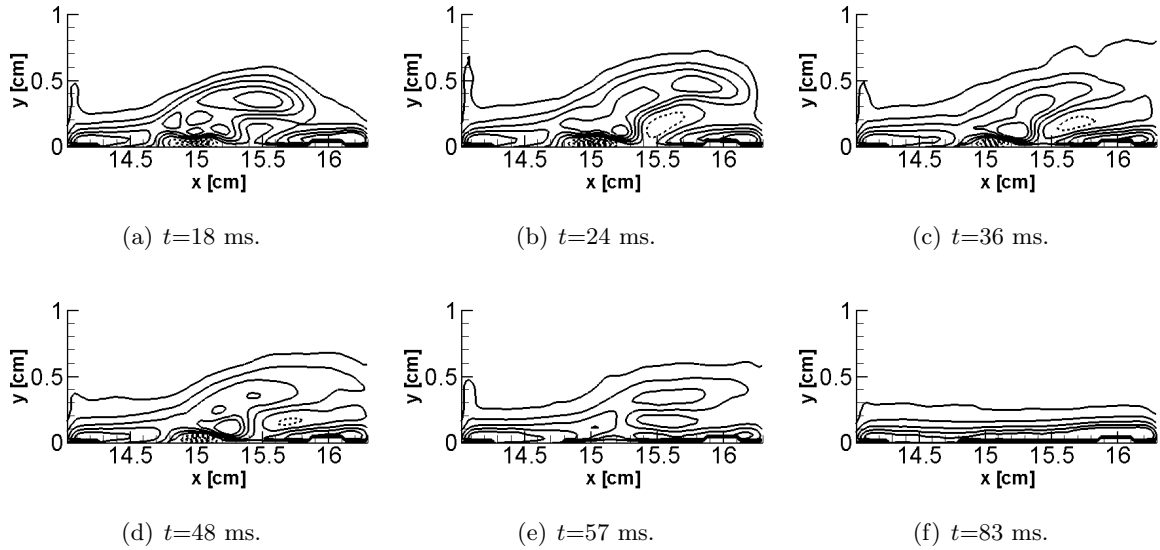 1 1 1
y [cm] 0.5 y [cm] 0.5 y [cm] 0.5
0 0 0
14.5 15 15.5 16 14.5 15 15.5 16 14.5 15 15.5 16
x [cm] x [cm] x [cm]
(a) t=18 ms. (b) t=24 ms. (c) t=36 ms.
1 1 1
y [cm] 0.5 y [cm] 0.5 y [cm] 0.5
0 0 0
14.5 15 15.5 16 14.5 15 15.5 16 14.5 15 15.5 16
x [cm] x [cm] x [cm]
(d) t=48 ms. (e) t=57 ms. (f) t=83 ms.